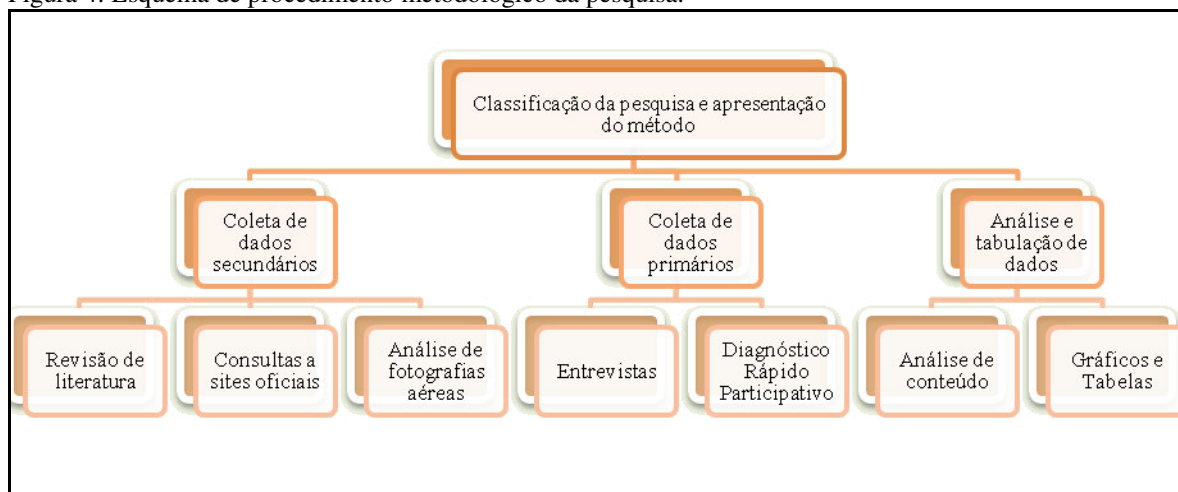 Figura 4. Esquema de procedimento metodológico da pesquisa.
Classificação da pesquisa e apresentação
do método
Coleta de
dados
secundários
Coleta de
dados
primários
Análise e
tabulação de
dados
Revisão de
literatura
Consultas a
sites oficiais
Análise de
fotografias
aéreas
Entrevistas
Diagnóstico
Rápido
Participativo
Análise de
conteúdo
Gráficos e
Tabelas